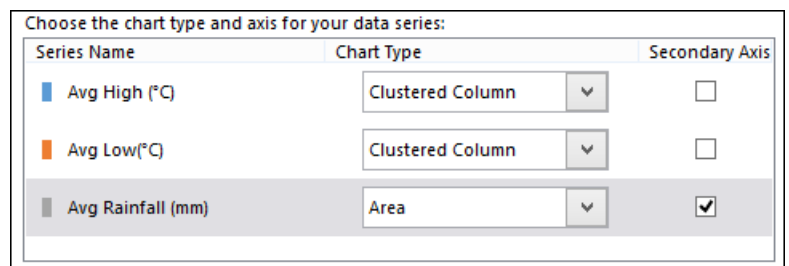 Choose the chart type and axis for your data series:
Series Name Chart Type Secondary Axis
Avg High (°C) Clustered Column
Avg Low(°C) Clustered Column
Avg Rainfall (mm) Area